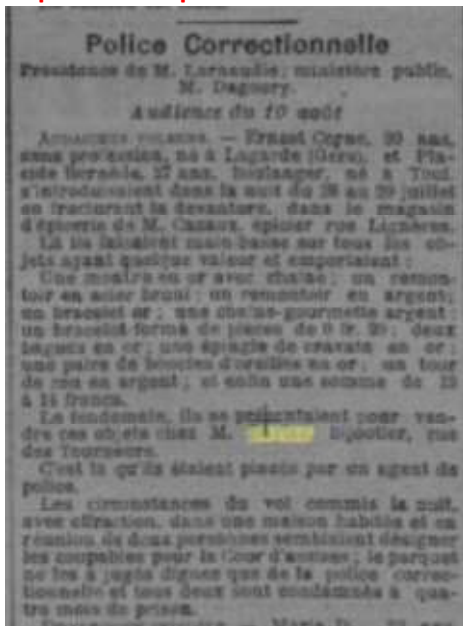 Police Correctionnelle
Présidence de M. Larnaudie; ministère public,
M. Dagoury.
Audience du 10 août
AUDACIEUX VOLEURS. — Ernest Cogne, 20 ans,
sans profession, né à Lagarde (Gers), et Pla-
cide 27 ans, boulanger, né à Toul,
s'introduisaient dans la nuit du 28 au 29 juillet
en fracturant la devanture, dans le magasin
d'épicerie de M. Cazaux, épicier rue Lignères.
Là ils faisaient main basse sur tous les ob-
jets ayant quelque valeur et emportaient :
Une montre en or avec chaîne; un remon-
toir en acier bruni; un remontoir en argent;
un bracelet or; une chaîne-gourmette argent;
un bracelet formé de pièces de 0 fr. 20; deux
bagues en or; une épingle de cravate en or;
une paire de boucles d'oreilles en or; un tour
de cou en argent; et enfin une somme de
à 14 francs.
Le lendemain, ils se présentaient pour ven-
dre ces objets chez M. bijoutier, rue
des Tourneurs.
C'est là qu'ils étaient pincés par un agent de
police.
Les circonstances du vol commis la nuit,
avec effraction, dans une maison habitée et en
réunion de deux personnes semblaient désigner
les coupables pour la Cour d'assises; le parquet
ne les a jugés dignes que de la police correc-
tionnelle et tous deux sont condamnés à qua-
tre mois de prison.